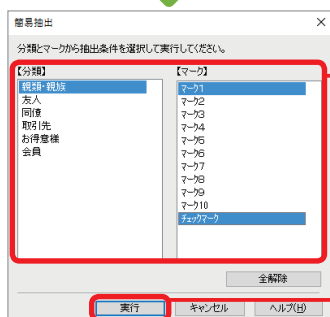 簡易抽出
分類とマークから抽出条件を選択して実行してください。
【分類】
親類・親族
友人
同僚
取引先
お得意様
会員
【マーク】
マーク1
マーク2
マーク3
マーク4
マーク5
マーク6
マーク7
マーク8
マーク9
マーク10
チェックマーク
全解除
実行
キャンセル
ヘルプ(H)